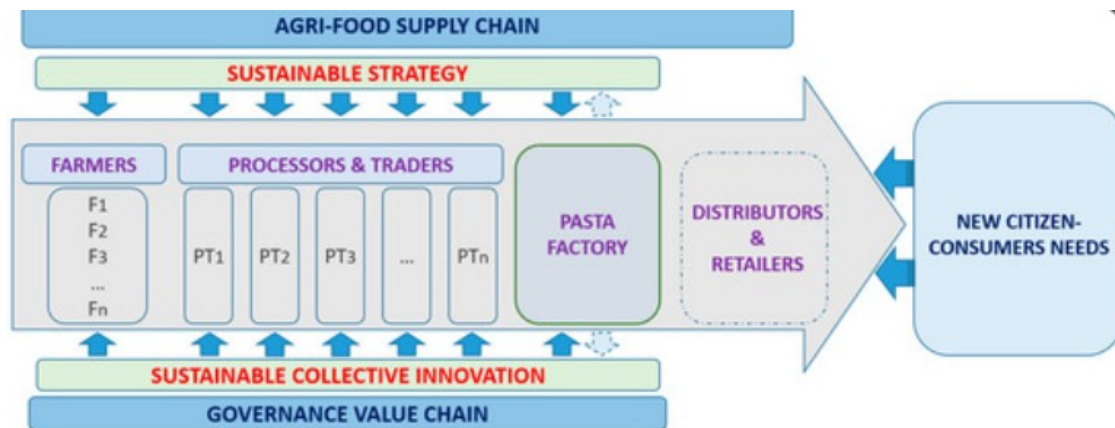 AGRI-FOOD SUPPLY CHAIN
SUSTAINABLE STRATEGY
FARMERS
F1
F2
F3
...
Fn
PROCESSORS & TRADERS
PT1
PT2
PT3
...
PTn
PASTA
FACTORY
DISTRIBUTORS
&
RETAILERS
NEW CITIZEN-
CONSUMERS NEEDS
SUSTAINABLE COLLECTIVE INNOVATION
GOVERNANCE VALUE CHAIN